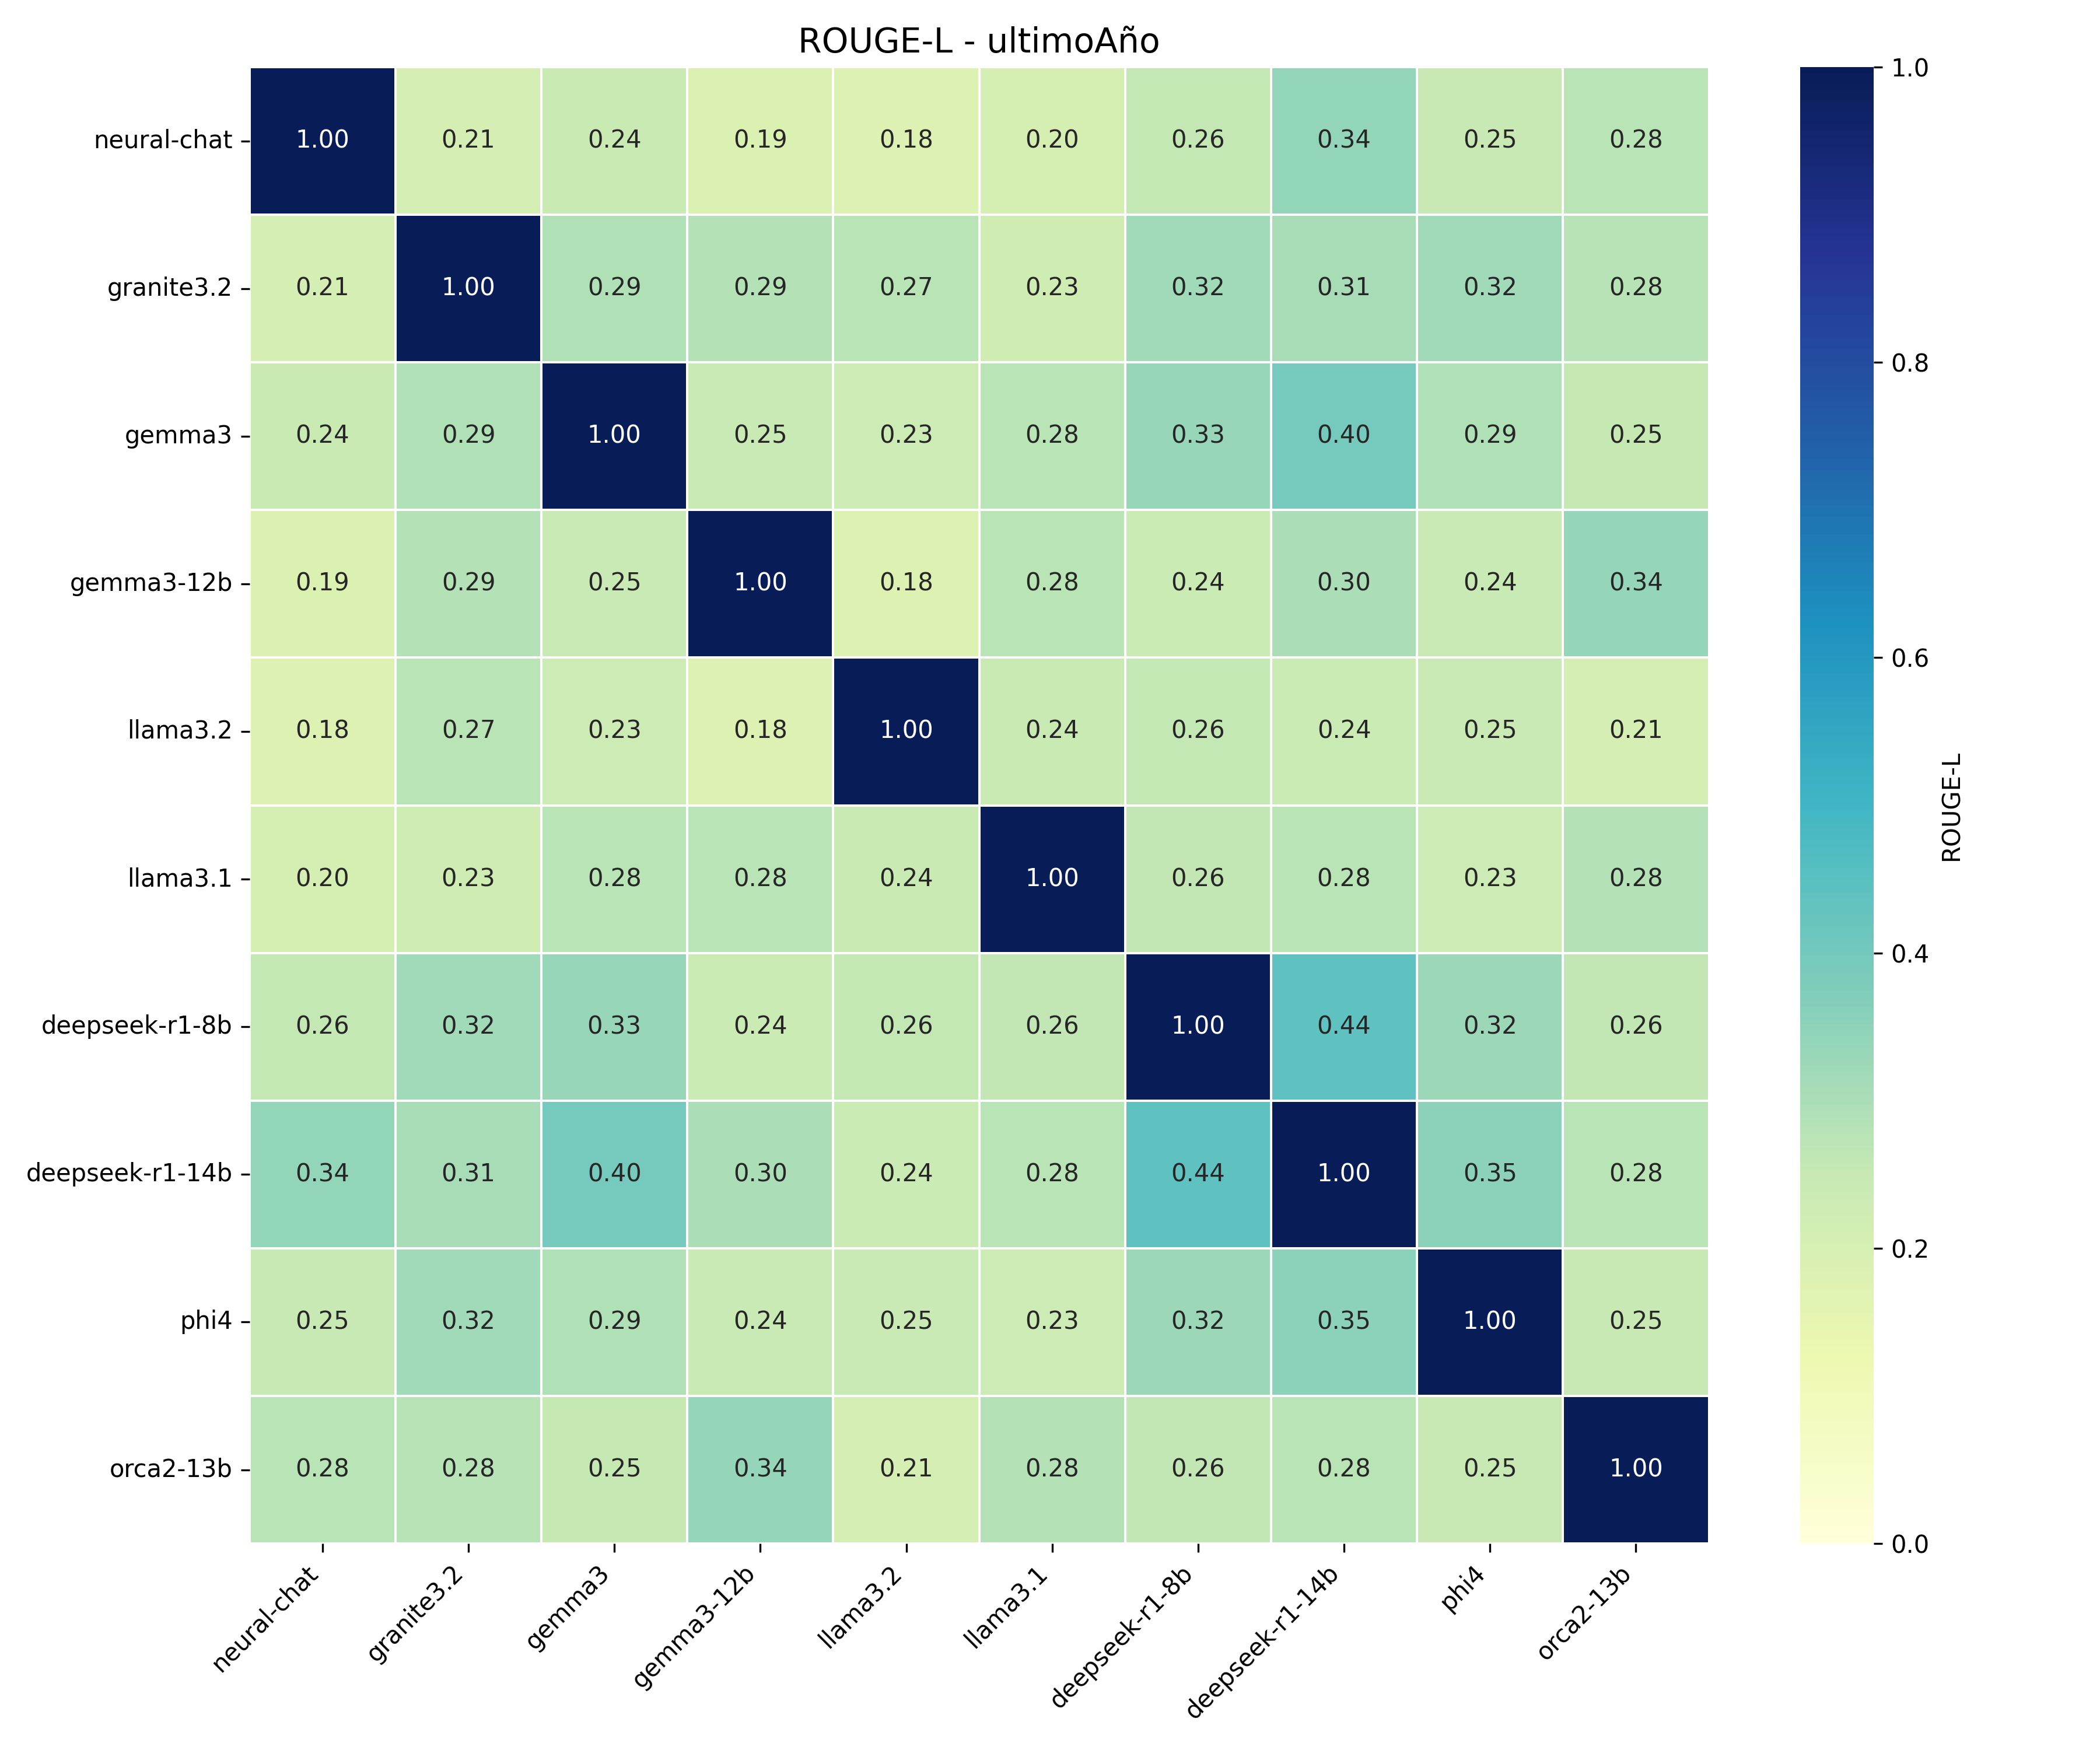 ROUGE-L - ultimoAño
neural-chat 1.00 0.21 0.24 0.19 0.18 0.20 0.26 0.34 0.25 0.28
granite3.2 0.21 1.00 0.29 0.29 0.27 0.23 0.32 0.31 0.32 0.28
gemma3 0.24 0.29 1.00 0.25 0.23 0.28 0.33 0.40 0.29 0.25
gemma3-12b 0.19 0.29 0.25 1.00 0.18 0.28 0.24 0.30 0.24 0.34
llama3.2 0.18 0.27 0.23 0.18 1.00 0.24 0.26 0.24 0.25 0.21
llama3.1 0.20 0.23 0.28 0.28 0.24 1.00 0.26 0.28 0.23 0.28
deepseek-r1-8b 0.26 0.32 0.33 0.24 0.26 0.26 1.00 0.44 0.32 0.26
deepseek-r1-14b 0.34 0.31 0.40 0.30 0.24 0.28 0.44 1.00 0.35 0.28
phi4 0.25 0.32 0.29 0.24 0.25 0.23 0.32 0.35 1.00 0.25
orca2-13b 0.28 0.28 0.25 0.34 0.21 0.28 0.26 0.28 0.25 1.00
neural-chat granite3.2 gemma3 gemma3-12b llama3.2 llama3.1 deepseek-r1-8b deepseek-r1-14b phi4 orca2-13b
1.0
0.8
0.6
0.4
0.2
0.0
ROUGE-L